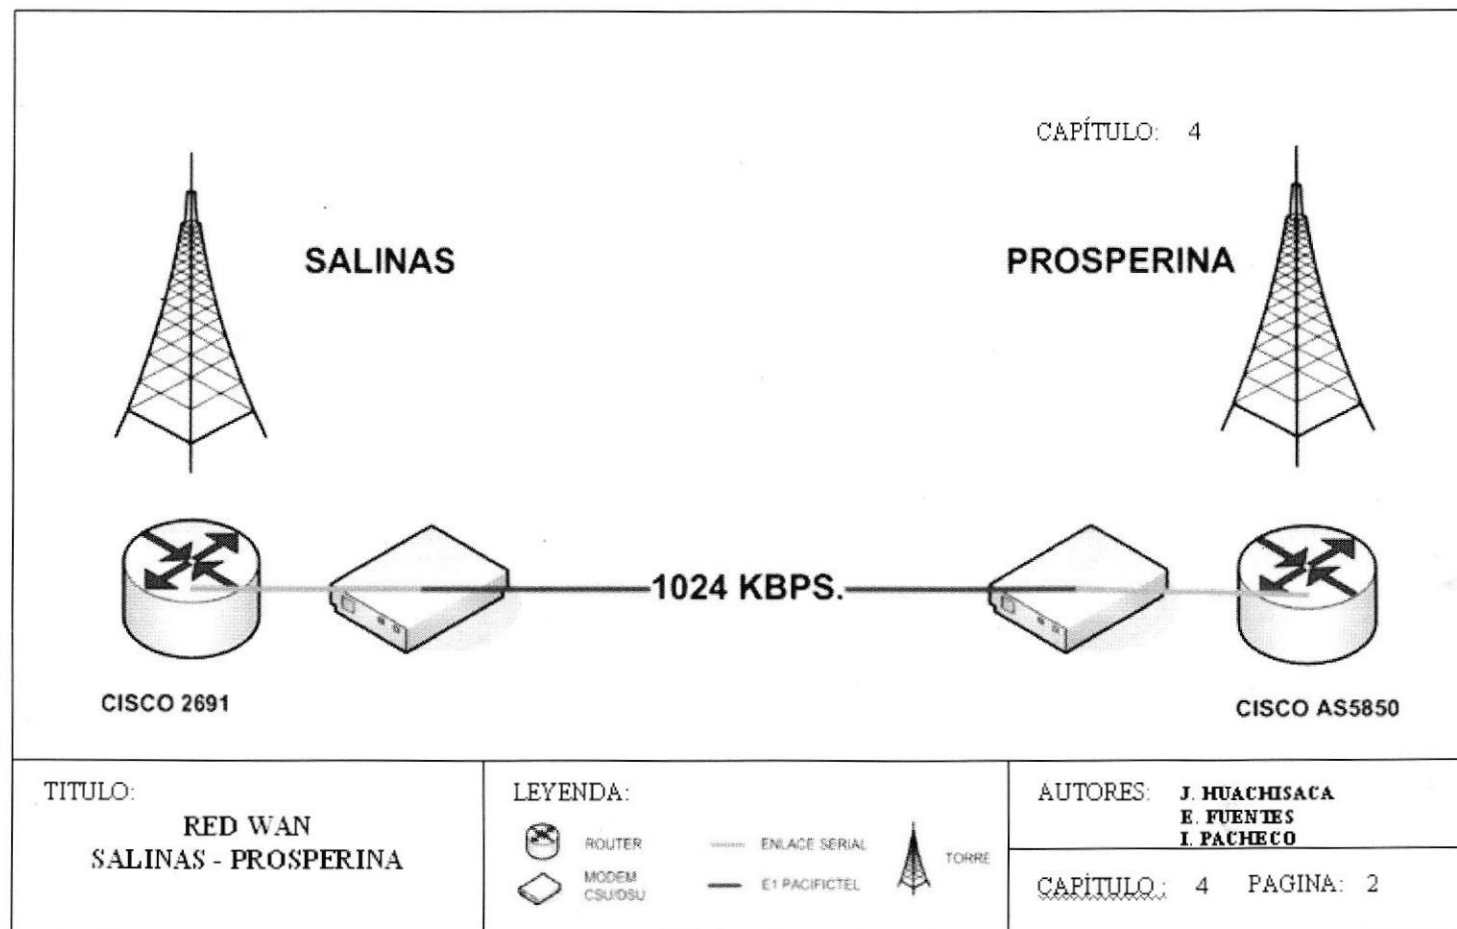 CAPÍTULO: 4
SALINAS
PROSPERINA
1024 KBPS.
CISCO 2691
CISCO AS5850
TITULO:
RED WAN
SALINAS - PROSPERINA
LEYENDA:
ROUTER
MODEM
CSU/DSU
ENLACE SERIAL
E1 PACIFICTEL
TORRE
AUTORES: J. HUACHISACA
E. FUENTES
I. PACHECO
CAPÍTULO: 4 PAGINA: 2